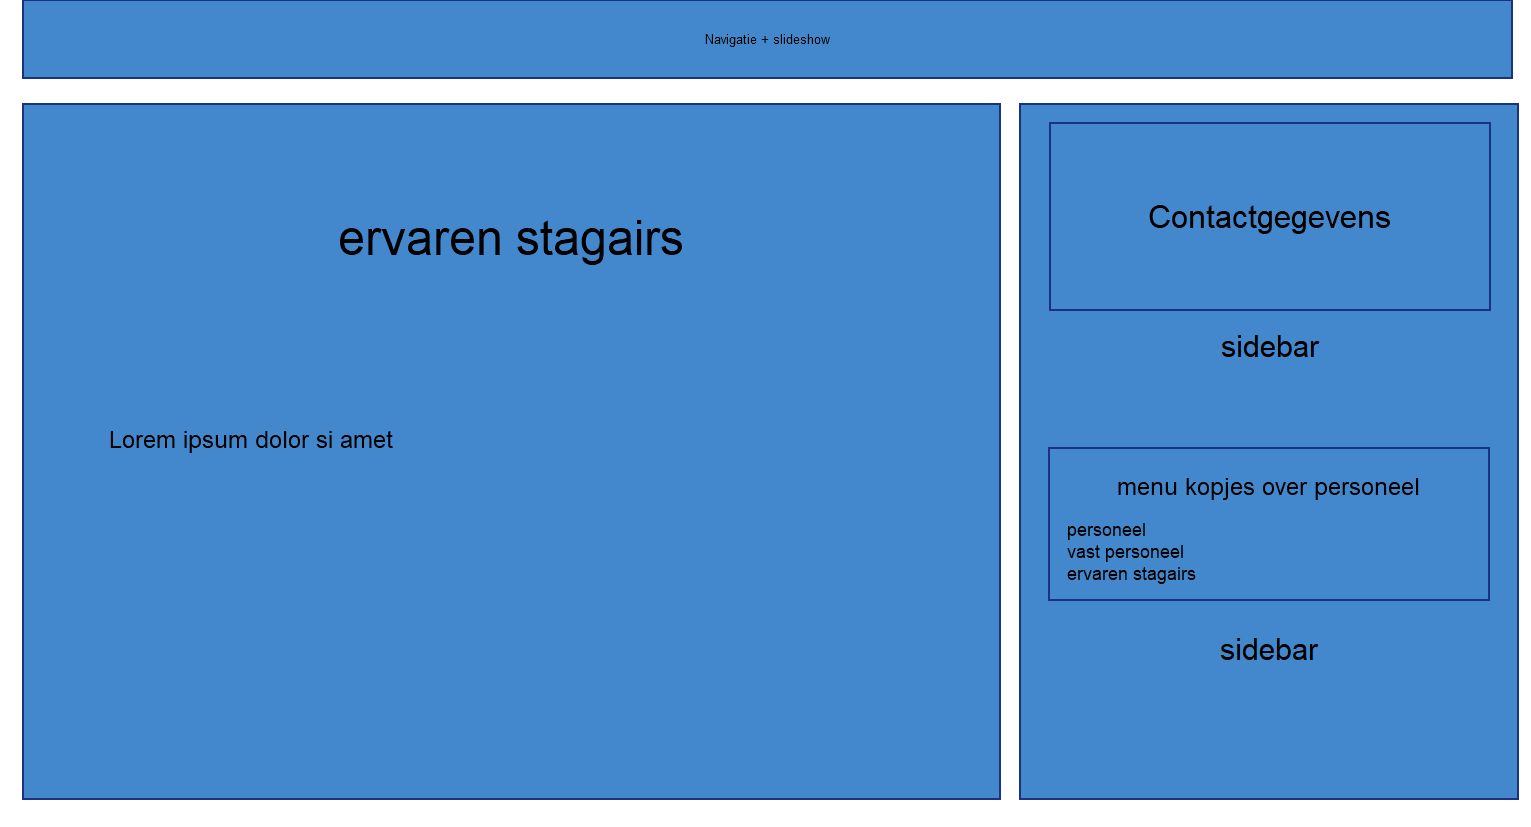 Navigatie + slideshow
ervaren stagairs
Lorem ipsum dolor si amet
Contactgegevens
sidebar
menu kopjes over personeel
personeel
vast personeel
ervaren stagairs
sidebar